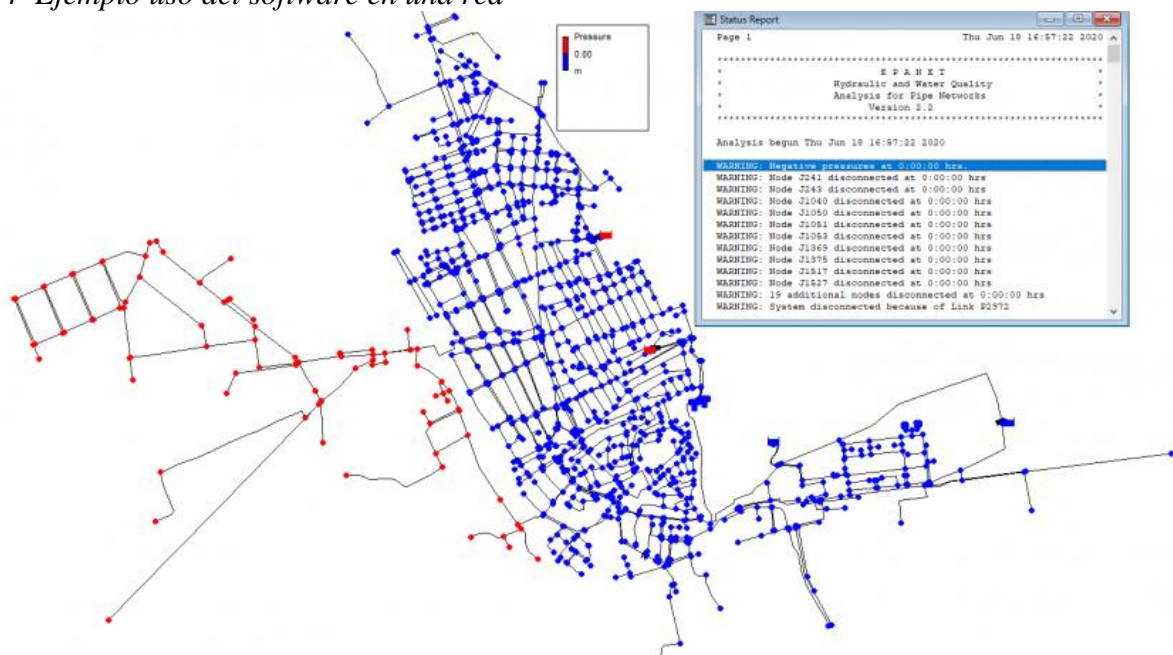 Ejemplo uso del software en una red
Pressure
0.00
m
Status Report
Page 1 Thu Jun 18 16:57:22 2020
******************************************************************
* E P A N E T *
* Hydraulic and Water Quality *
* Analysis for Pipe Networks *
* Version 2.2 *
******************************************************************
Analysis begun Thu Jun 18 16:57:22 2020
WARNING: Negative pressures at 0:00:00 hrs.
WARNING: Node J241 disconnected at 0:00:00 hrs
WARNING: Node J243 disconnected at 0:00:00 hrs
WARNING: Node J1040 disconnected at 0:00:00 hrs
WARNING: Node J1050 disconnected at 0:00:00 hrs
WARNING: Node J1051 disconnected at 0:00:00 hrs
WARNING: Node J1053 disconnected at 0:00:00 hrs
WARNING: Node J1369 disconnected at 0:00:00 hrs
WARNING: Node J1375 disconnected at 0:00:00 hrs
WARNING: Node J1517 disconnected at 0:00:00 hrs
WARNING: Node J1527 disconnected at 0:00:00 hrs
WARNING: 19 additional nodes disconnected at 0:00:00 hrs
WARNING: System disconnected because of Link P2972